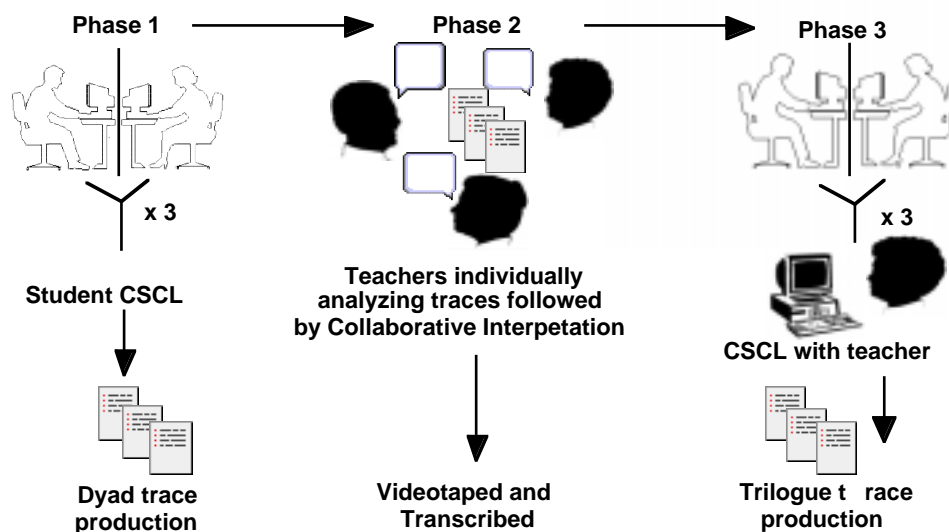 Phase 1
Phase 2
Phase 3
x 3
x 3
Student CSCL
Teachers individually
analyzing traces followed
by Collaborative Interpetation
CSCL with teacher
Dyad trace
production
Videotaped and
Transcribed
Trilogue t race
production